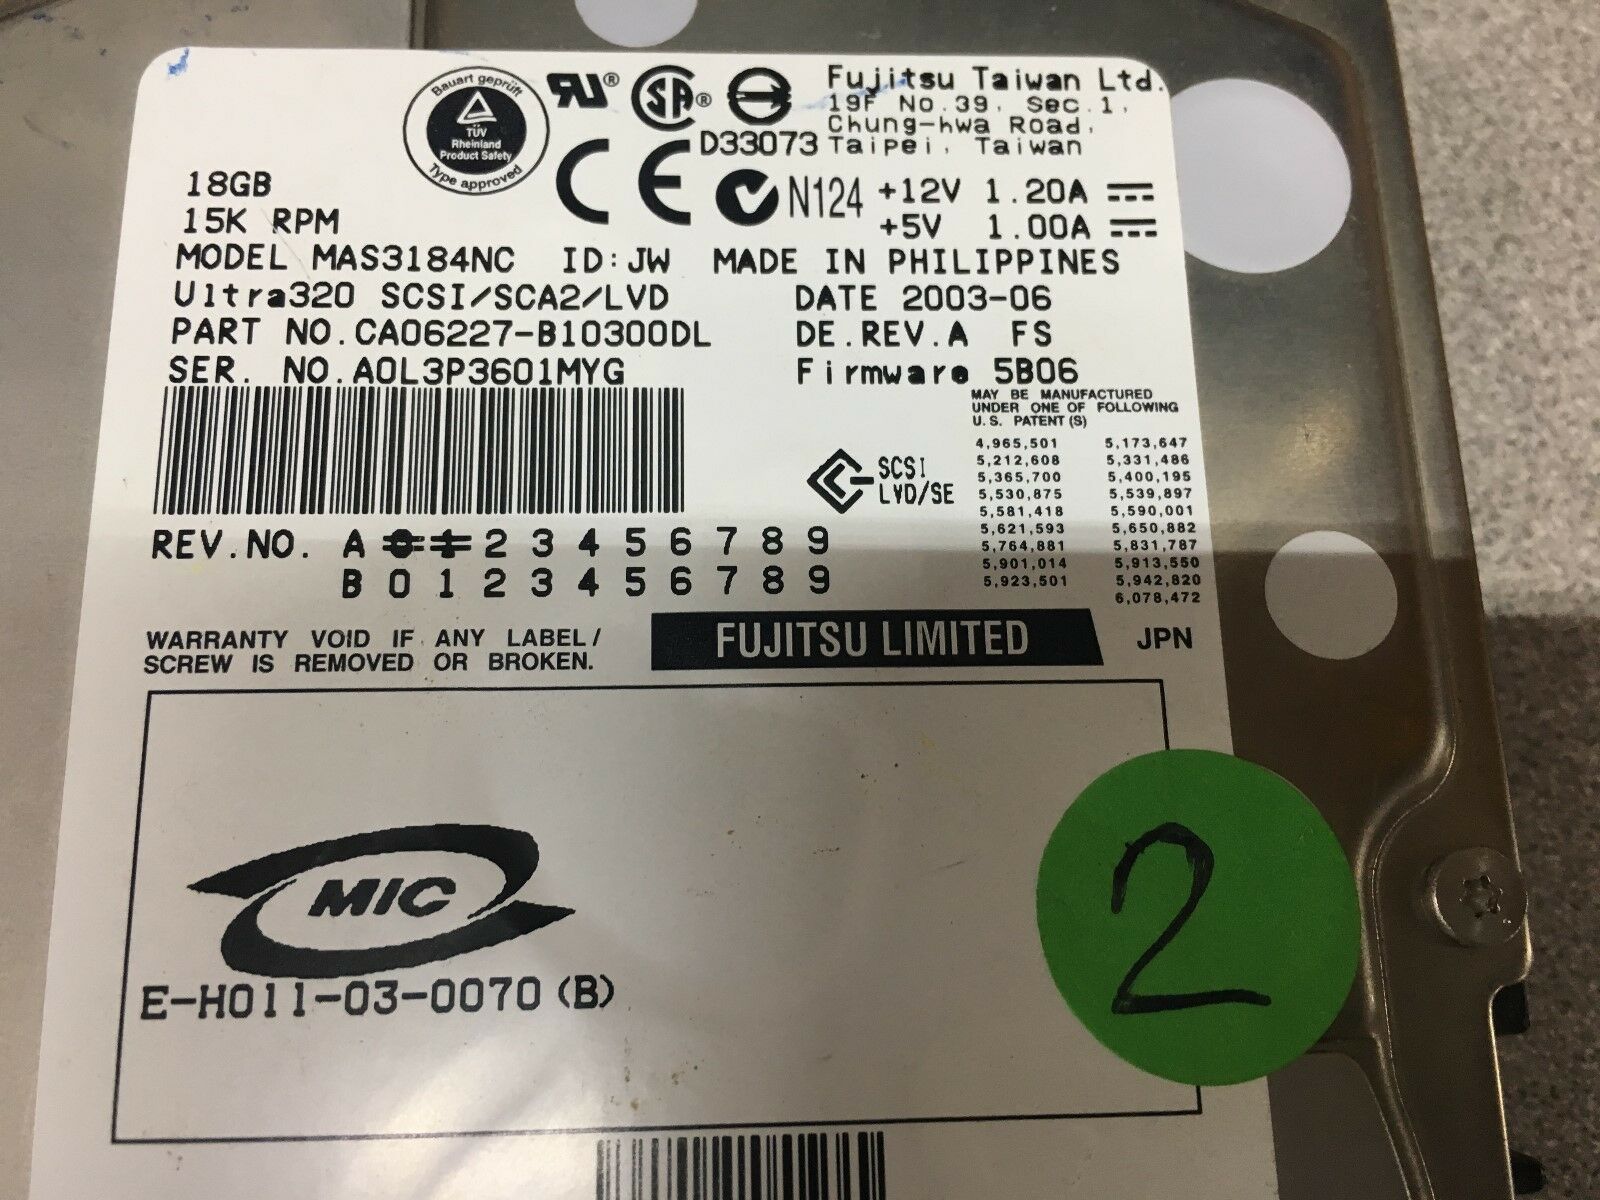 Bauart geprüft
TÜV
Rheinland
Product Safety
Type approved
RU®
SA®
D33073
Fujitsu Taiwan Ltd.
19F No.39, Sec.1,
Chung-hwa Road,
Taipei, Taiwan
CE
N124
+12V 1.20A
+5V 1.00A
18GB
15K RPM
MODEL MAS3184NC ID:JW MADE IN PHILIPPINES
Ultra320 SCSI/SCA2/LVD DATE 2003-06
PART NO.CA06227-B10300DL DE.REV.A FS
SER. NO.A0L3P3601MYG Firmware 5B06
MAY BE MANUFACTURED
UNDER ONE OF FOLLOWING
U.S. PATENT(S)
4,965,501 5,173,647
5,212,608 5,331,486
5,365,700 5,400,195
5,530,875 5,539,897
5,581,418 5,590,001
5,621,593 5,650,882
5,764,881 5,831,787
5,901,014 5,913,550
5,923,501 5,942,820
6,078,472
SCSI
LVD/SE
REV.NO. A 0 1 2 3 4 5 6 7 8 9
B 0 1 2 3 4 5 6 7 8 9
WARRANTY VOID IF ANY LABEL/
SCREW IS REMOVED OR BROKEN.
FUJITSU LIMITED
JPN
MIC
E-H011-03-0070(B)
2